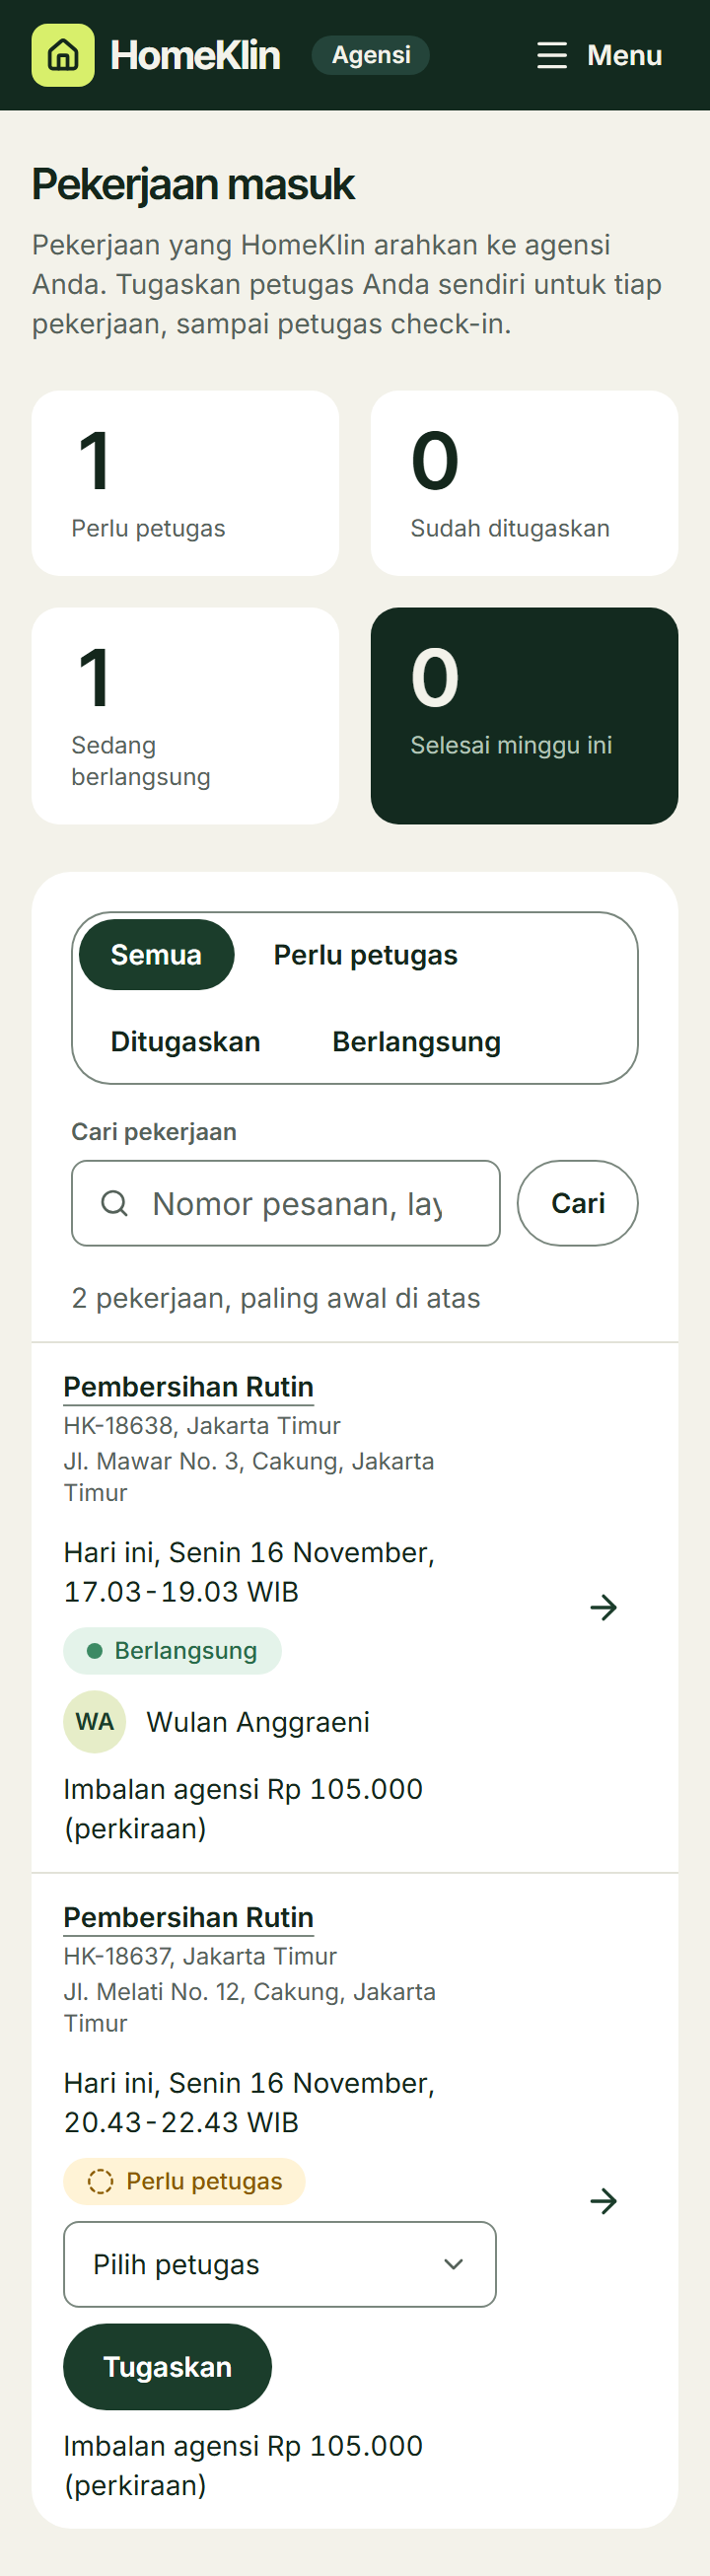 HomeKlin
Agensi
Menu
Pekerjaan masuk
Pekerjaan yang HomeKlin arahkan ke agensi
Anda. Tugaskan petugas Anda sendiri untuk tiap
pekerjaan, sampai petugas check-in.
1
Perlu petugas
0
Sudah ditugaskan
1
Sedang
berlangsung
0
Selesai minggu ini
Semua
Perlu petugas
Ditugaskan
Berlangsung
Cari pekerjaan
Nomor pesanan, lay
Cari
2 pekerjaan, paling awal di atas
Pembersihan Rutin
HK-18638, Jakarta Timur
Jl. Mawar No. 3, Cakung, Jakarta
Timur
Hari ini, Senin 16 November,
17.03-19.03 WIB
Berlangsung
WA
Wulan Anggraeni
Imbalan agensi Rp 105.000
(perkiraan)
Pembersihan Rutin
HK-18637, Jakarta Timur
Jl. Melati No. 12, Cakung, Jakarta
Timur
Hari ini, Senin 16 November,
20.43-22.43 WIB
Perlu petugas
Pilih petugas
Tugaskan
Imbalan agensi Rp 105.000
(perkiraan)